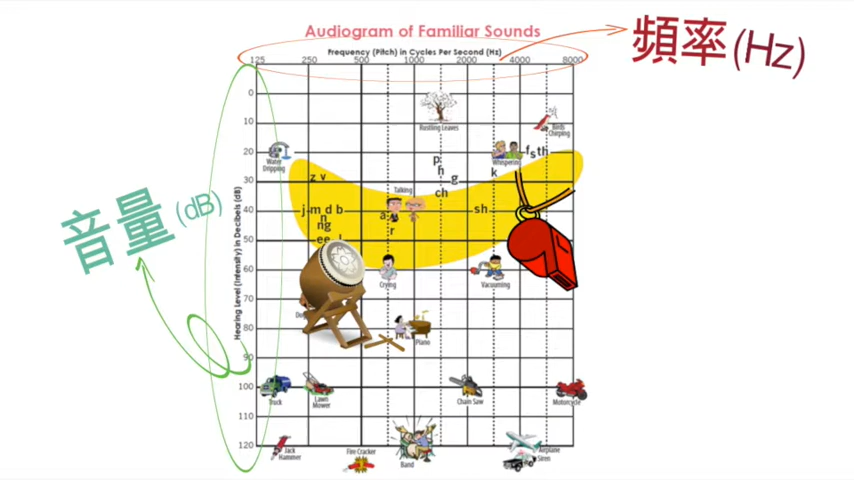 Audiogram of Familiar Sounds
頻率(Hz)
Frequency (Pitch) in Cycles Per Second (Hz)
125 250 500 1000 2000 4000 8000
音量(dB)
Hearing Level (Intensity) in Decibels (dB)
0
10
20
30
40
50
60
70
80
90
100
110
120
Rustling Leaves
Birds
Chirping
Water
Dripping
Whispering
f s th
p
h
g
k
ch
z v
Talking
j m d b
n
ng
ee l
a
r
sh
Crying
Vacuuming
Piano
Truck
Lawn
Mower
Chain Saw
Motorcycle
Jack
Hammer
Fire Cracker
Band
Airplane
Siren